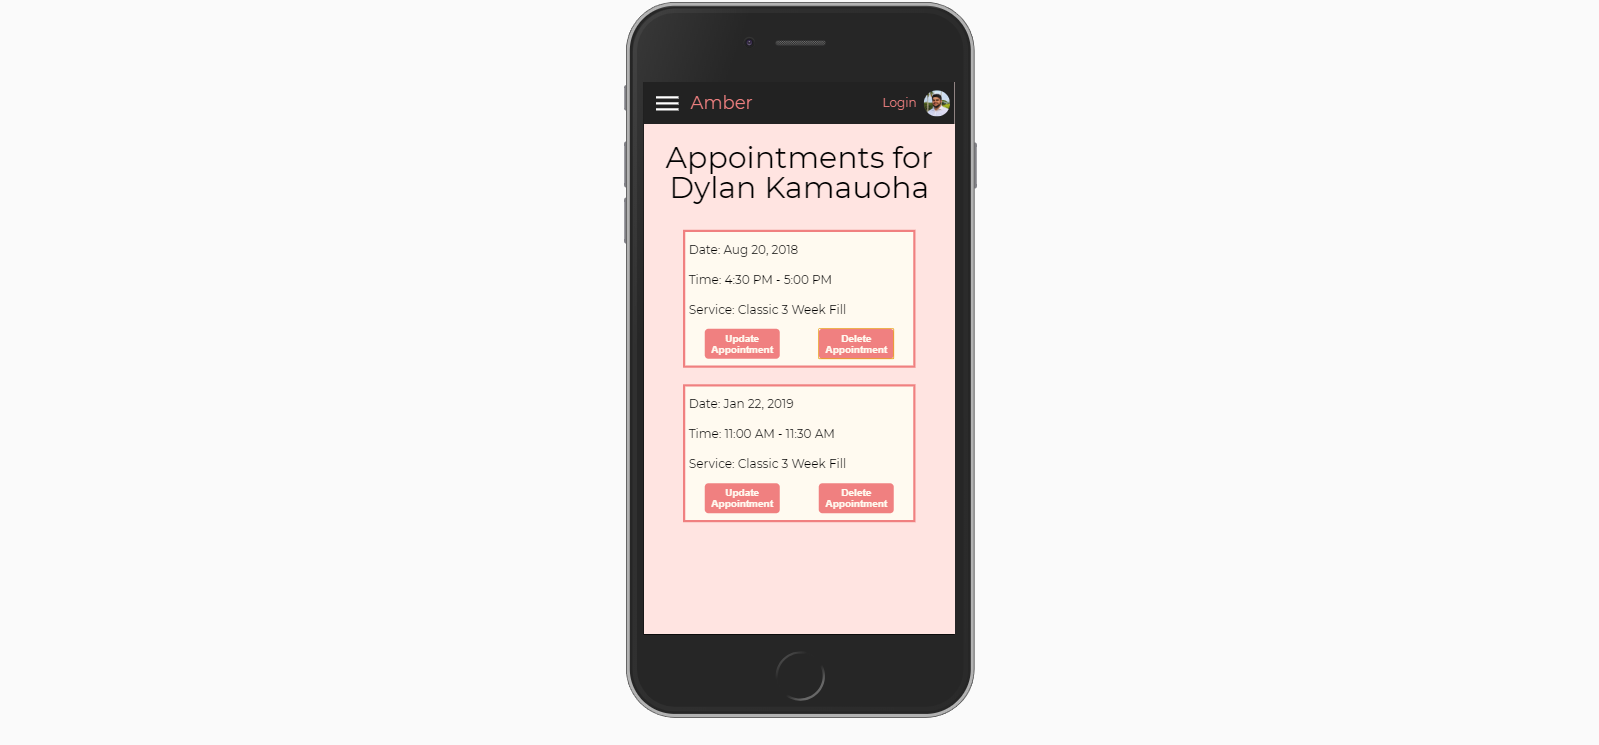 Amber
Login
Appointments for
Dylan Kamauoha
Date: Aug 20, 2018
Time: 4:30 PM - 5:00 PM
Service: Classic 3 Week Fill
Update
Appointment
Delete
Appointment
Date: Jan 22, 2019
Time: 11:00 AM - 11:30 AM
Service: Classic 3 Week Fill
Update
Appointment
Delete
Appointment